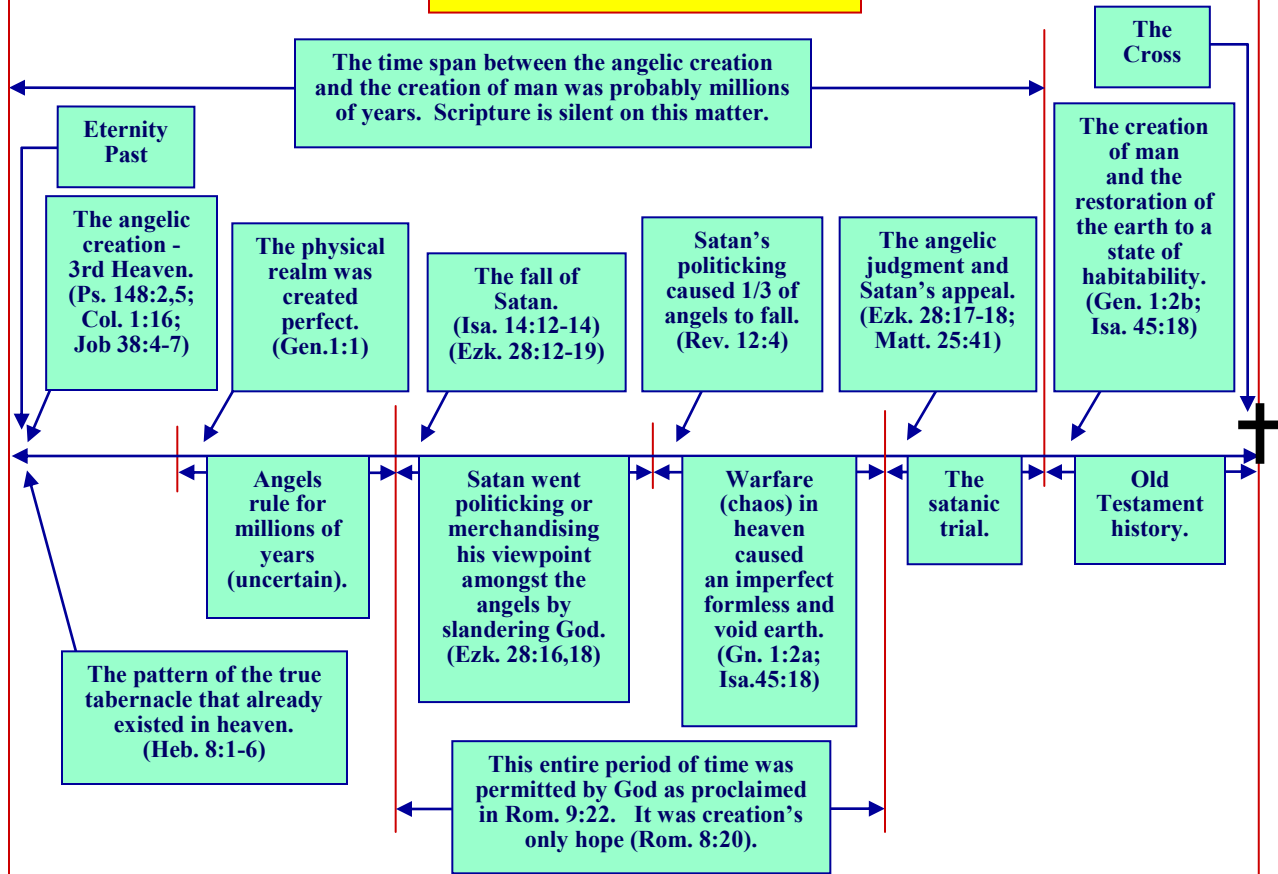 The time span between the angelic creation
and the creation of man was probably millions
of years. Scripture is silent on this matter.
The
Cross
Eternity
Past
The creation
of man
and the
restoration of
the earth to a
state of
habitability.
(Gen. 1:2b;
Isa. 45:18)
The angelic
creation -
3rd Heaven.
(Ps. 148:2,5;
Col. 1:16;
Job 38:4-7)
The physical
realm was
created
perfect.
(Gen.1:1)
The fall of
Satan.
(Isa. 14:12-14)
(Ezk. 28:12-19)
Satan's
politicking
caused 1/3 of
angels to fall.
(Rev. 12:4)
The angelic
judgment and
Satan's appeal.
(Ezk. 28:17-18;
Matt. 25:41)
Angels
rule for
millions of
years
(uncertain).
Satan went
politicking or
merchandising
his viewpoint
amongst the
angels by
slandering God.
(Ezk. 28:16,18)
Warfare
(chaos) in
heaven
caused
an imperfect
formless and
void earth.
(Gn. 1:2a;
Isa.45:18)
The
satanic
trial.
Old
Testament
history.
The pattern of the true
tabernacle that already
existed in heaven.
(Heb. 8:1-6)
This entire period of time was
permitted by God as proclaimed
in Rom. 9:22. It was creation's
only hope (Rom. 8:20).